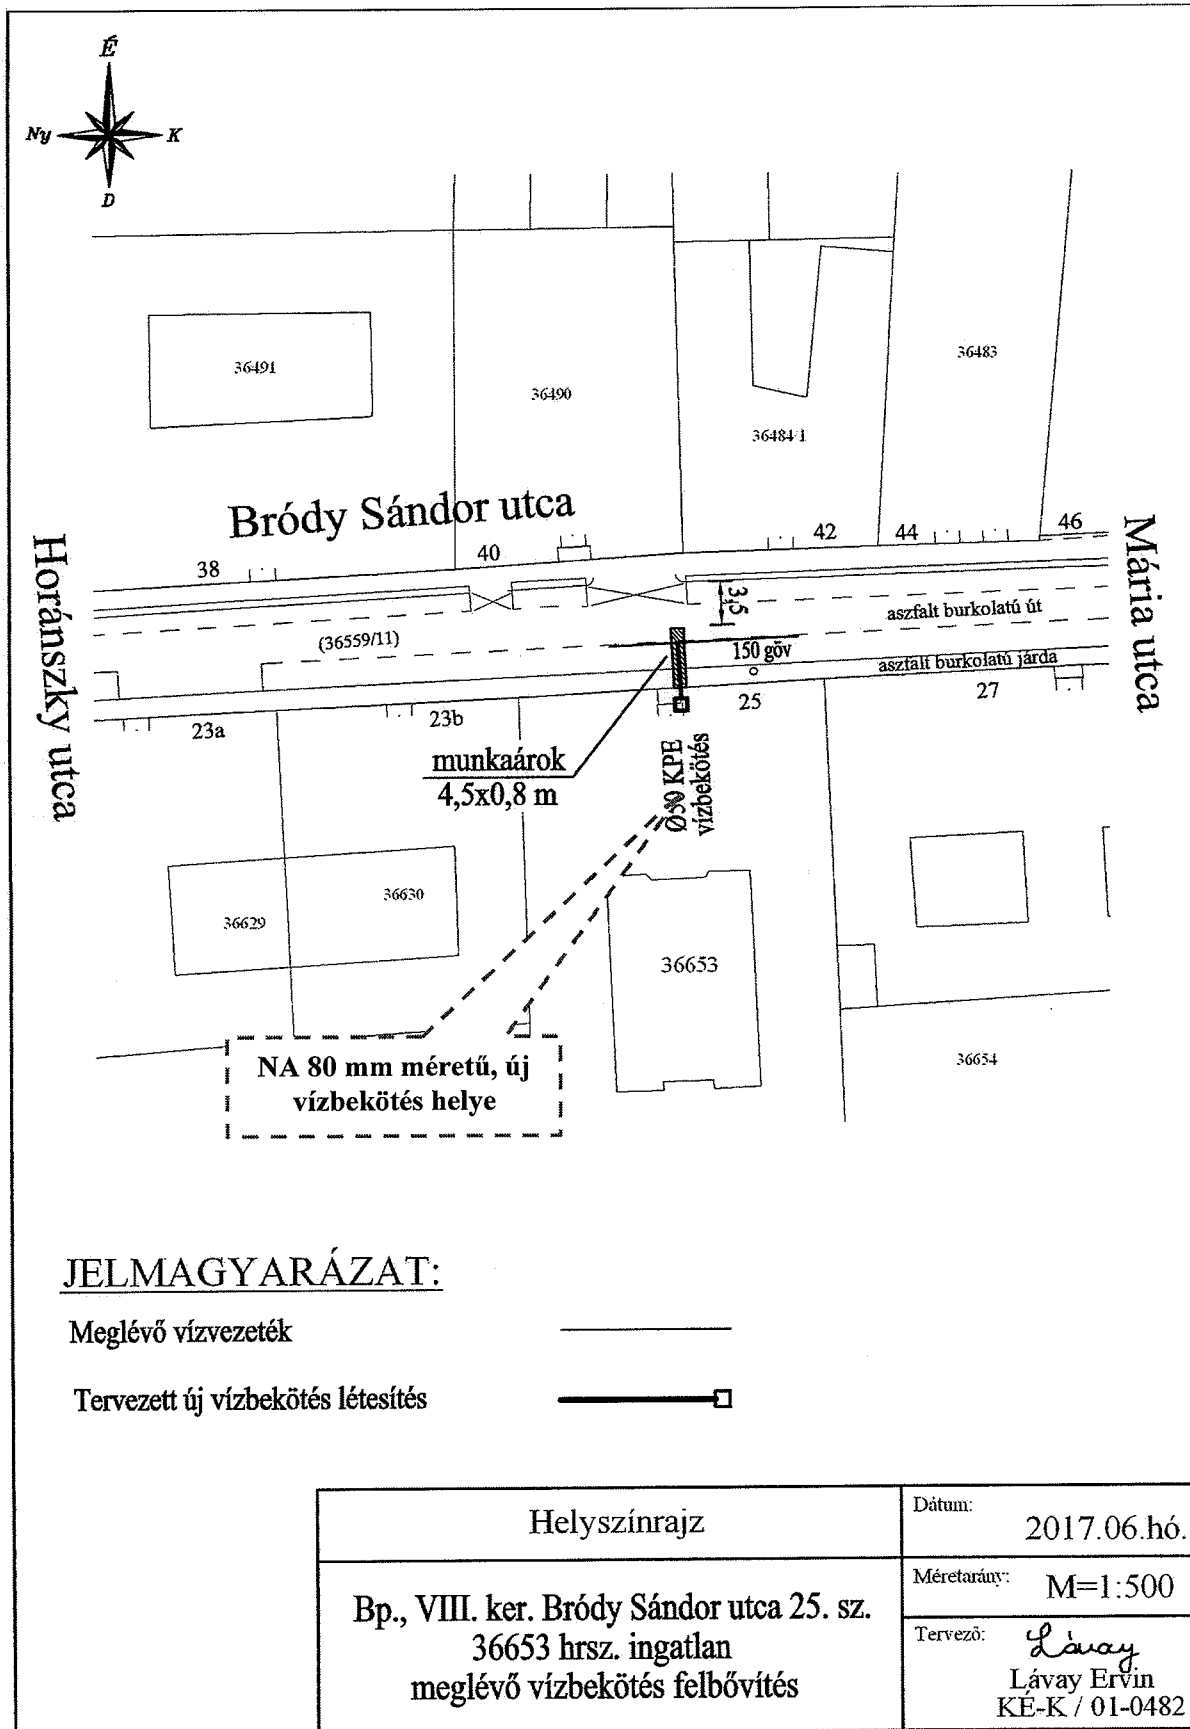 É
Ny
K
D
36491
36490
36484/1
36483
Bródy Sándor utca
Horánszky utca
Mária utca
38
40
42
44
46
3,5
aszfalt burkolatú út
(36559/11)
150 göv
aszfalt burkolatú járda
23a
23b
25
27
munkaárok
4,5x0,8 m
Ø50 KPE
vízbekötés
36629
36630
36653
36654
NA 80 mm méretű, új
vízbekötés helye
JELMAGYARÁZAT:
Meglévő vízvezeték
Tervezett új vízbekötés létesítés
Helyszínrajz
Dátum:
2017.06.hó.
Bp., VIII. ker. Bródy Sándor utca 25. sz.
36653 hrsz. ingatlan
meglévő vízbekötés felbővítés
Méretarány:
M=1:500
Tervező:
Lávay
Lávay Ervin
KÉ-K / 01-0482